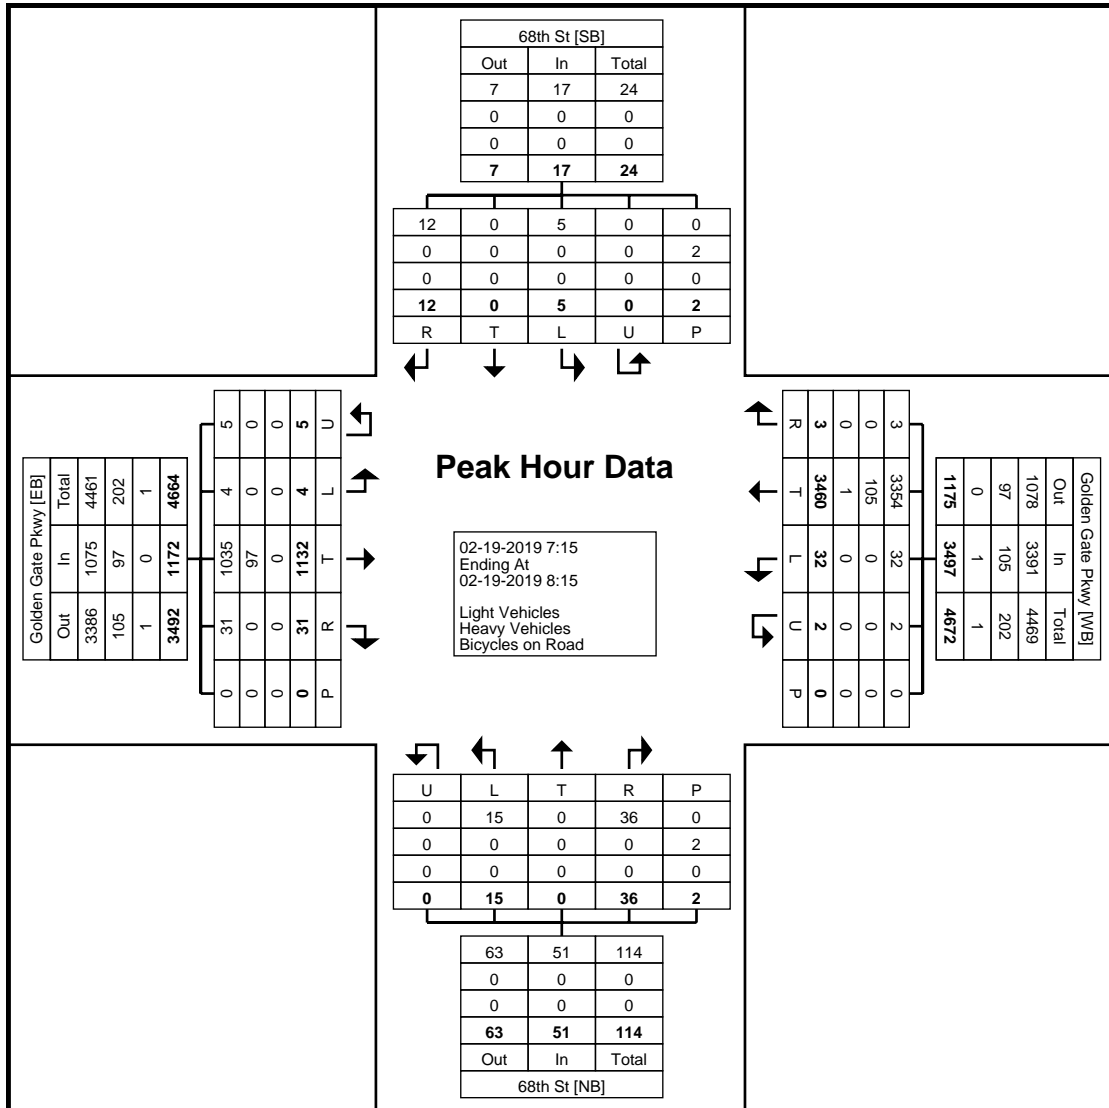 68th St [SB]
Out In Total
7 17 24
0 0 0
0 0 0
7 17 24
12 0 5 0 0
0 0 0 0 2
0 0 0 0 0
12 0 5 0 2
R T L U P
Peak Hour Data
02-19-2019 7:15
Ending At
02-19-2019 8:15
Light Vehicles
Heavy Vehicles
Bicycles on Road
Golden Gate Pkwy [EB]
Out In Total
3386 1075 4461
105 97 202
1 0 1
3492 1172 4664
5 4 1035 31 0
0 0 97 0 0
0 0 0 0 0
5 4 1132 31 0
U L T R P
Golden Gate Pkwy [WB]
Out In Total
1078 3391 4469
97 105 202
0 1 1
1175 3497 4672
3 3354 32 2 0
0 105 0 0 0
0 1 0 0 0
3 3460 32 2 0
R T L U P
U L T R P
0 15 0 36 0
0 0 0 0 2
0 0 0 0 0
0 15 0 36 2
63 51 114
0 0 0
0 0 0
63 51 114
Out In Total
68th St [NB]